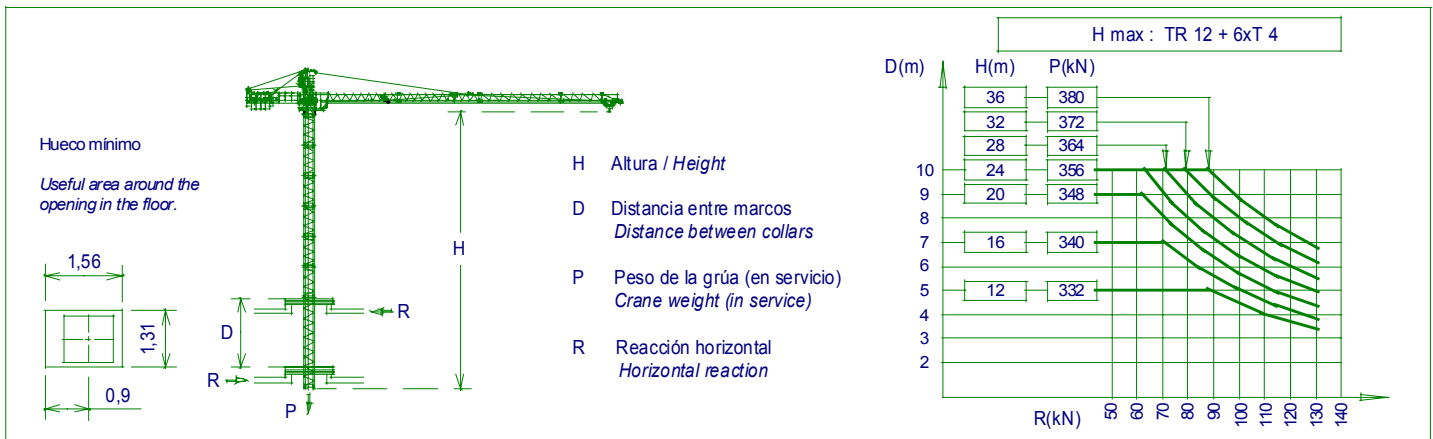 Hueco mínimo
Useful area around the
opening in the floor.
1,56
1,31
0,9
H
D
R
R
P
H Altura / Height
D Distancia entre marcos
Distance between collars
P Peso de la grúa (en servicio)
Crane weight (in service)
R Reacción horizontal
Horizontal reaction
H max : TR 12 + 6xT 4
D(m) H(m) P(kN)
36 380
32 372
28 364
10 24 356
9 20 348
8
7 16 340
6
5 12 332
4
3
2
R(kN) 50 60 70 80 90 100 110 120 130 140